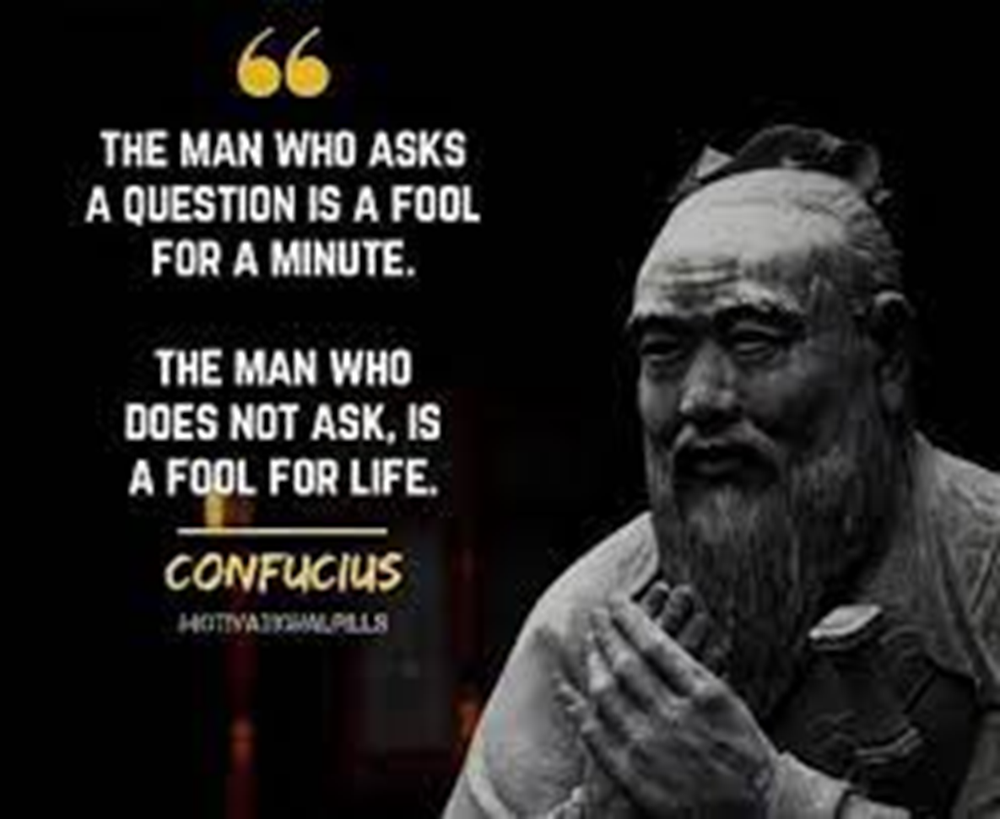 THE MAN WHO ASKS
A QUESTION IS A FOOL
FOR A MINUTE.
THE MAN WHO
DOES NOT ASK, IS
A FOOL FOR LIFE.
CONFUCIUS
MOTIVATIONALPILLS